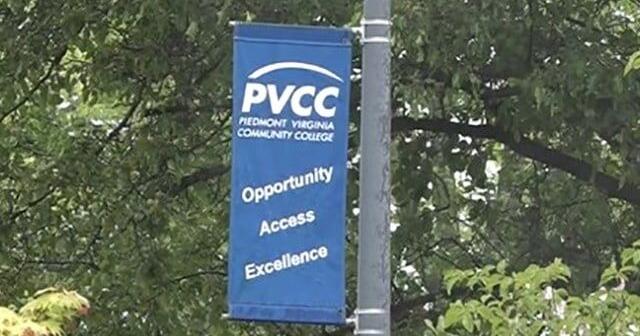 PVCC
PIEDMONT VIRGINIA
COMMUNITY COLLEGE
Opportunity
Access
Excellence